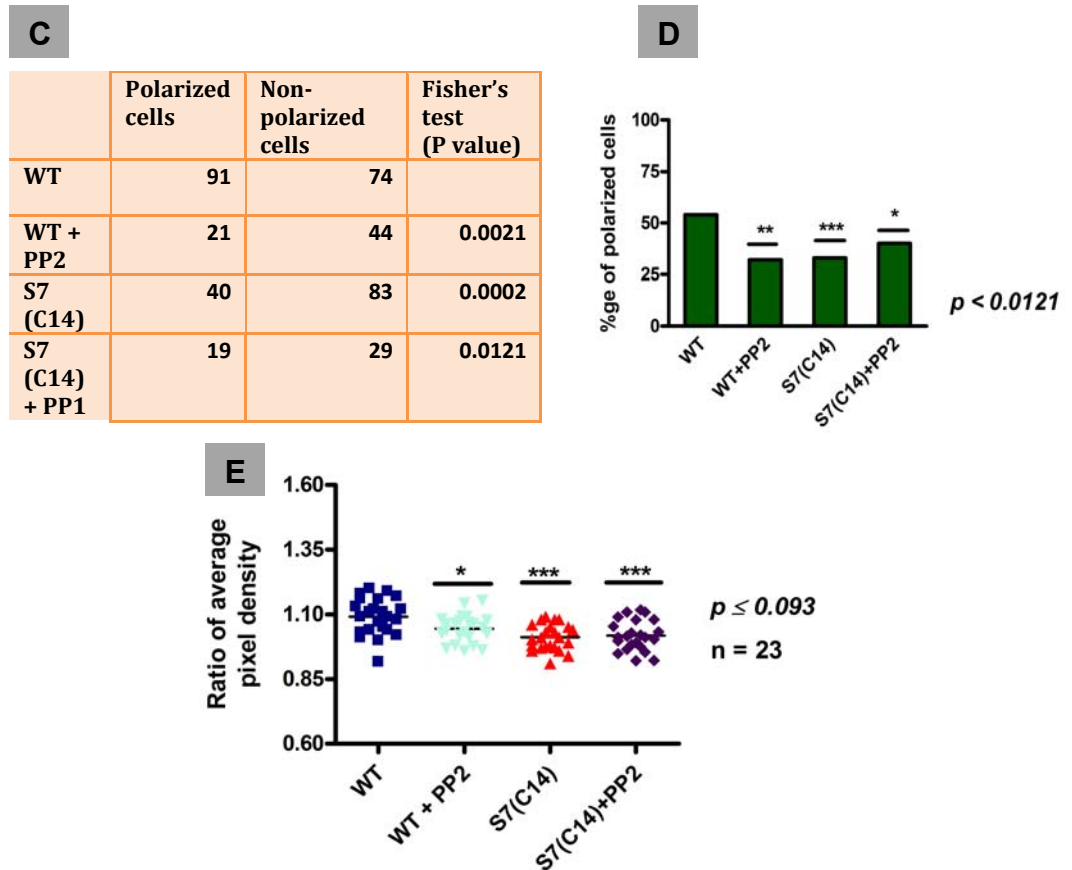 C
Polarized cells
Non-polarized cells
Fisher's test (P value)
WT 91 74
WT + PP2 21 44 0.0021
S7 (C14) 40 83 0.0002
S7 (C14) + PP1 19 29 0.0121
D
%ge of polarized cells
100
75
50
25
0
** *** *
WT
WT+PP2
S7(C14)
S7(C14)+PP2
p < 0.0121
E
Ratio of average pixel density
1.60
1.35
1.10
0.85
0.60
* *** ***
WT
WT + PP2
S7(C14)
S7(C14)+PP2
p ≤ 0.093
n = 23